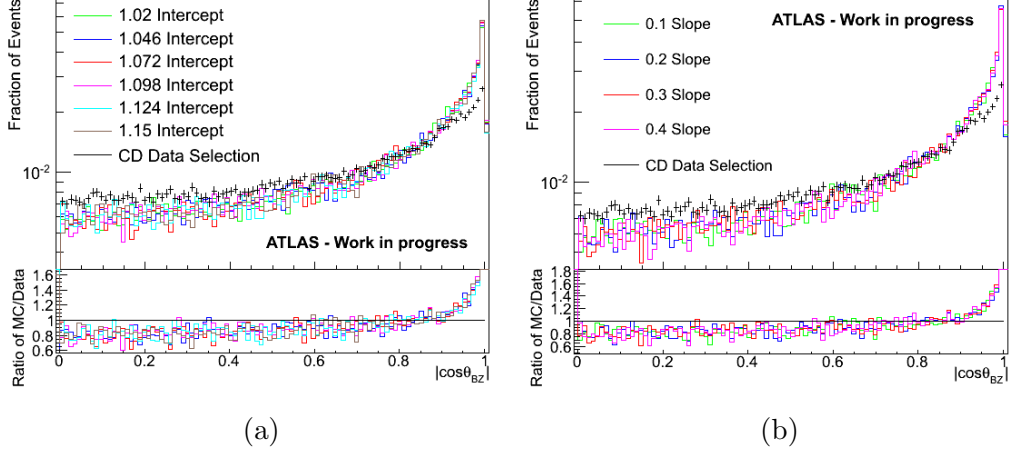 Fraction of Events
1.02 Intercept
1.046 Intercept
1.072 Intercept
1.098 Intercept
1.124 Intercept
1.15 Intercept
CD Data Selection
10-2
ATLAS - Work in progress
Ratio of MC/Data
1.6
1.4
1.2
1
0.8
0.6
0 0.2 0.4 0.6 0.8 1
|cosθBZ|
(a)
Fraction of Events
ATLAS - Work in progress
0.1 Slope
0.2 Slope
0.3 Slope
0.4 Slope
CD Data Selection
10-2
Ratio of MC/Data
1.8
1.6
1.4
1.2
1
0.8
0.6
0 0.2 0.4 0.6 0.8 1
|cosθBZ|
(b)